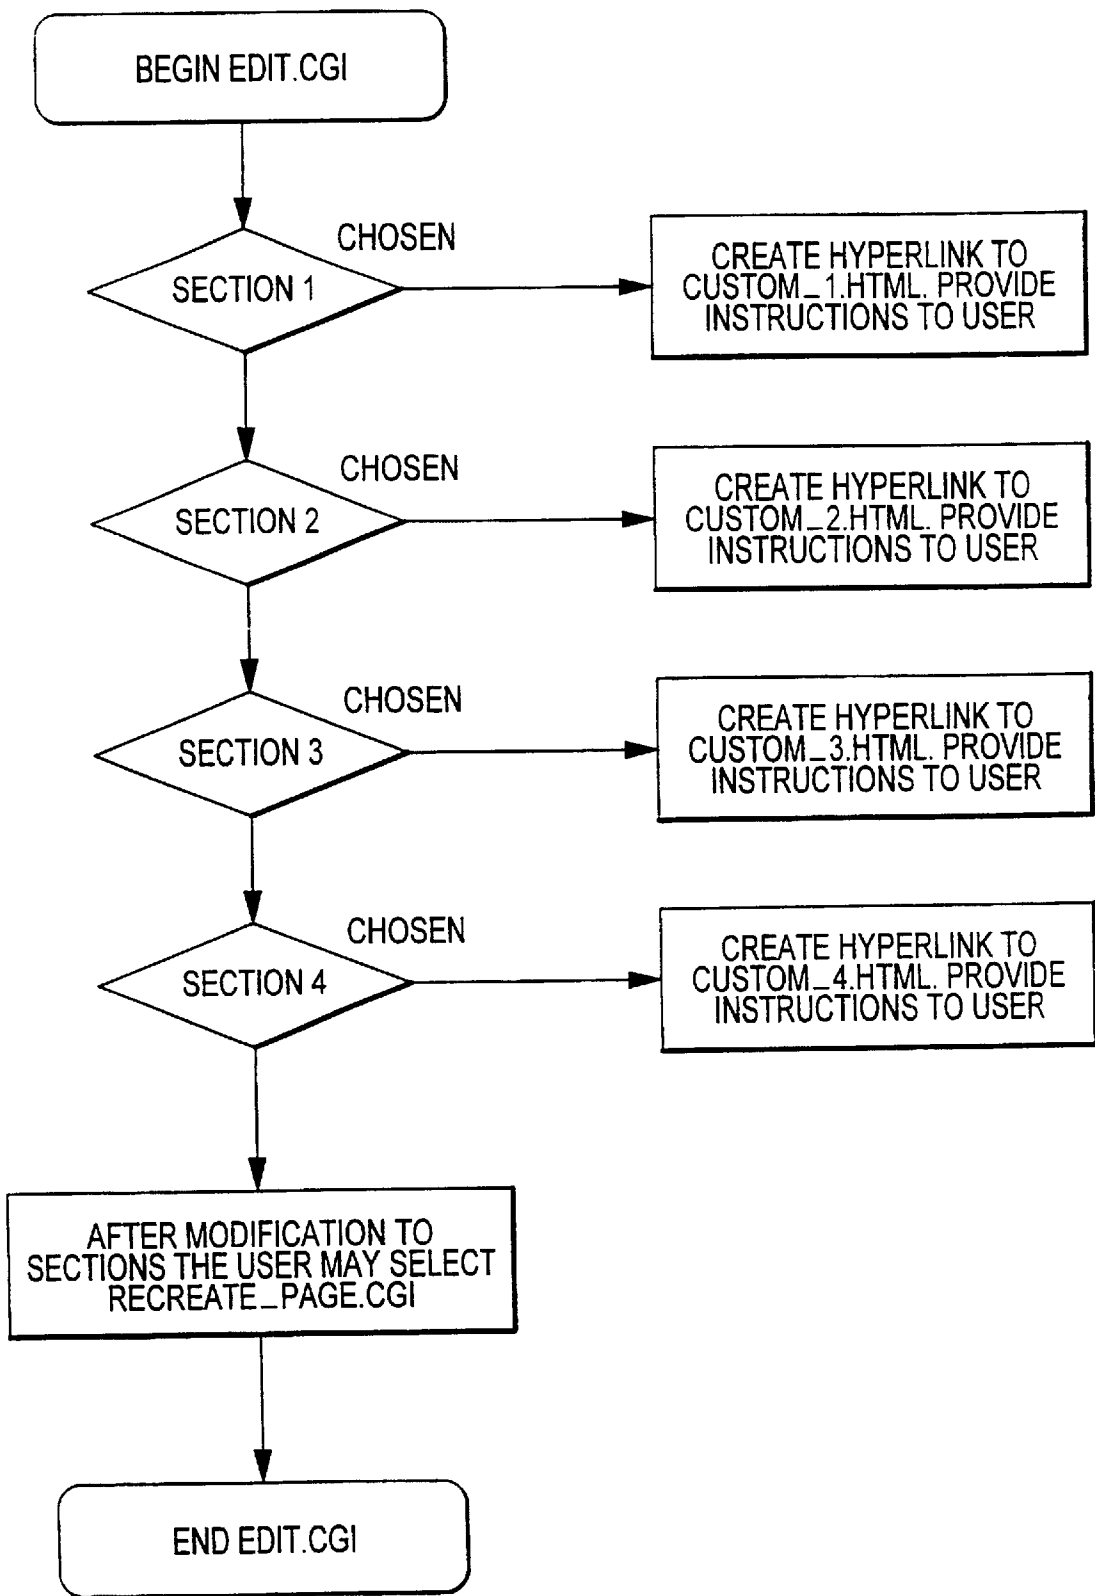 BEGIN EDIT.CGI
CHOSEN
SECTION 1
CREATE HYPERLINK TO
CUSTOM_1.HTML. PROVIDE
INSTRUCTIONS TO USER
CHOSEN
SECTION 2
CREATE HYPERLINK TO
CUSTOM_2.HTML. PROVIDE
INSTRUCTIONS TO USER
CHOSEN
SECTION 3
CREATE HYPERLINK TO
CUSTOM_3.HTML. PROVIDE
INSTRUCTIONS TO USER
CHOSEN
SECTION 4
CREATE HYPERLINK TO
CUSTOM_4.HTML. PROVIDE
INSTRUCTIONS TO USER
AFTER MODIFICATION TO
SECTIONS THE USER MAY SELECT
RECREATE_PAGE.CGI
END EDIT.CGI